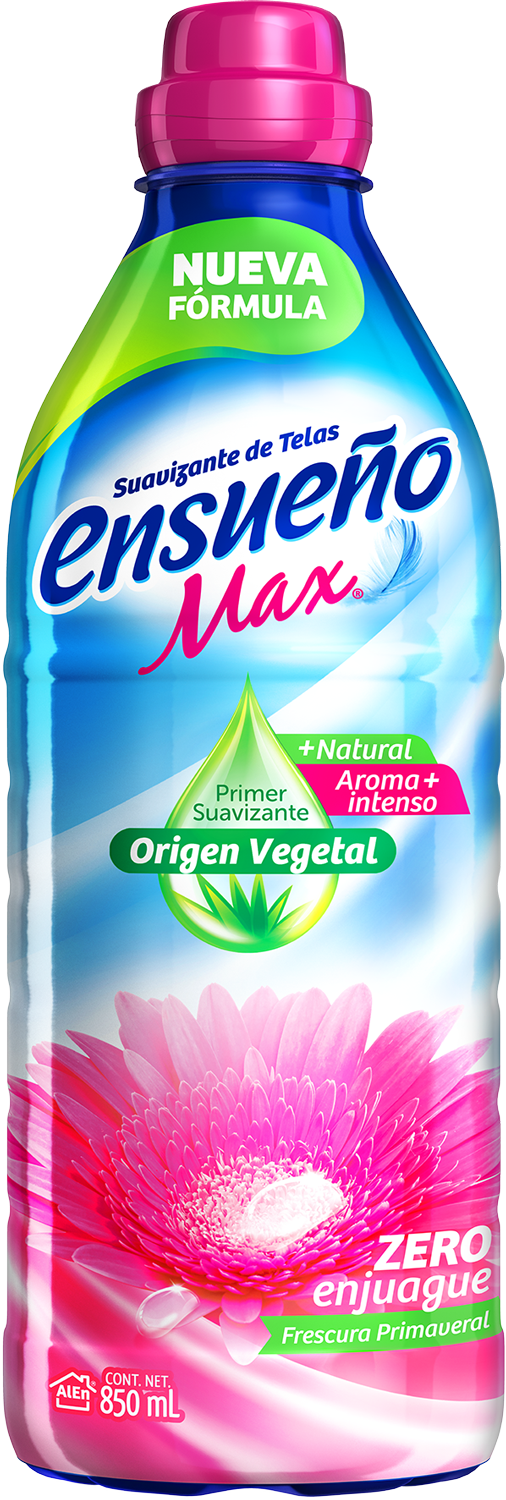 NUEVA
FÓRMULA
Suavizante de Telas
ensueño
Max®
+Natural
Aroma+
intenso
Primer
Suavizante
Origen Vegetal
ZERO
enjuague
Frescura Primaveral
AlEn®
CONT. NET.
850 mL